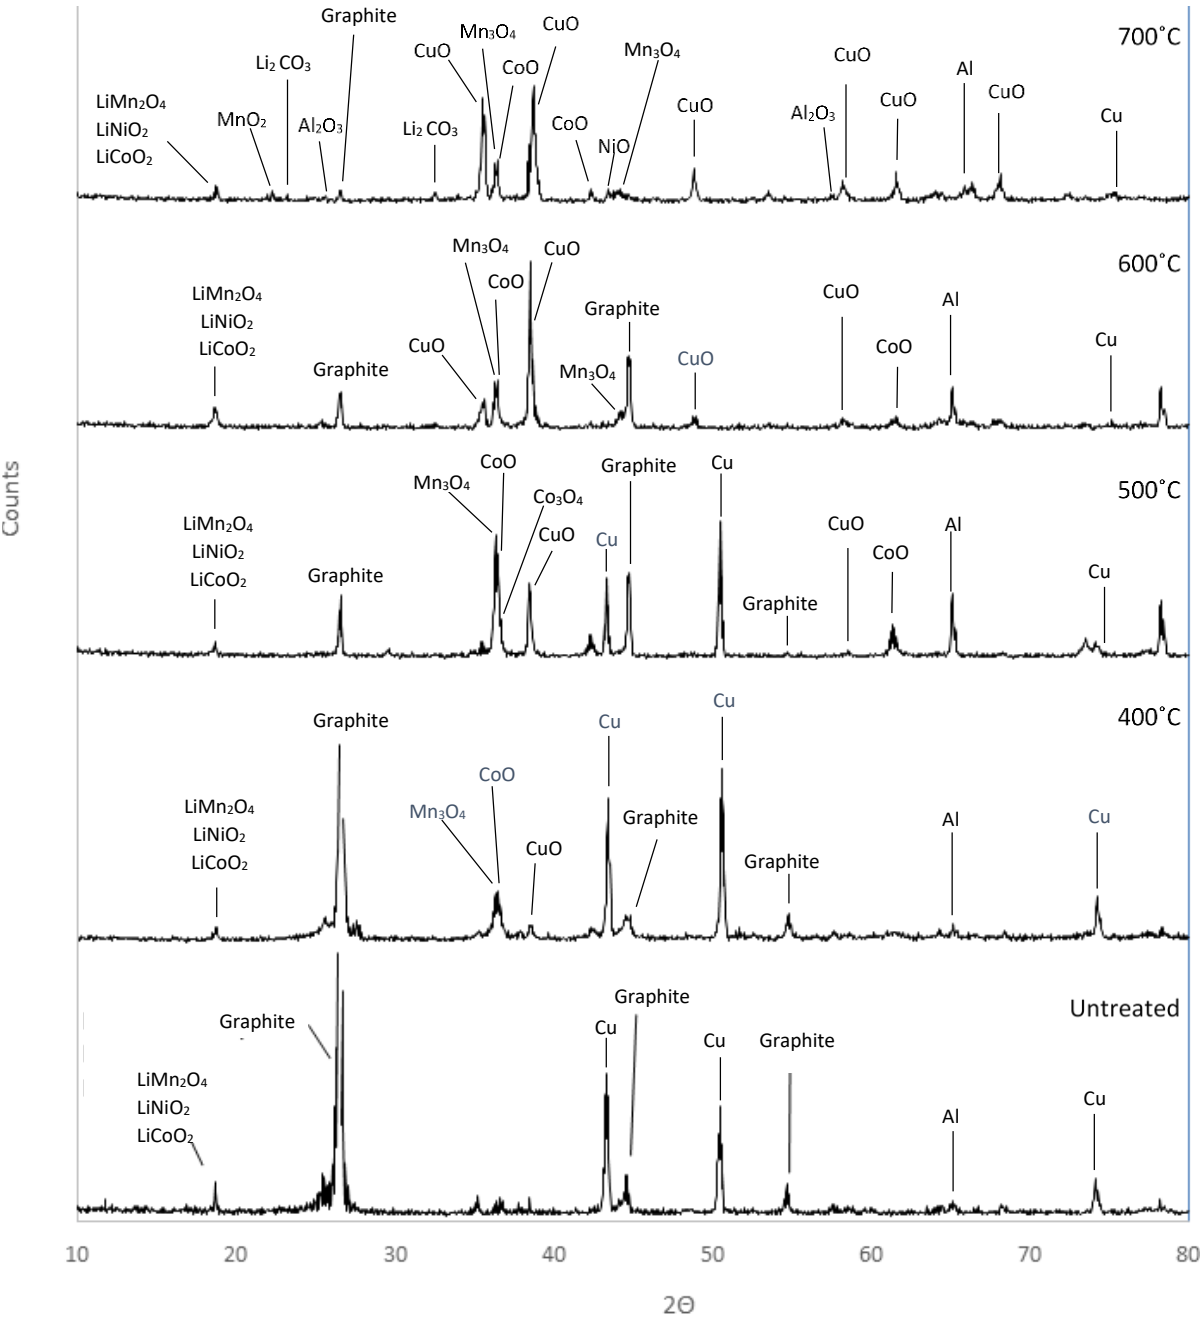 Graphite
CuO
Mn₃O₄
CuO
700˚C
CuO
Mn₃O₄
CuO
Li₂ CO₃
CoO
Al
LiMn₂O₄
LiNiO₂
LiCoO₂
MnO₂
Al₂O₃
Li₂ CO₃
CoO
NiO
CuO
Al₂O₃
CuO
CuO
Cu
600˚C
Mn₃O₄
CuO
LiMn₂O₄
LiNiO₂
LiCoO₂
CoO
CuO
Al
Graphite
CuO
Graphite
Mn₃O₄
CuO
CoO
Cu
500˚C
CoO
Graphite
Cu
Mn₃O₄
Co₃O₄
LiMn₂O₄
LiNiO₂
LiCoO₂
CuO
Cu
CuO
Al
CoO
Graphite
Graphite
Cu
Counts
400˚C
Graphite
Cu
Cu
CoO
LiMn₂O₄
LiNiO₂
LiCoO₂
Mn₃O₄
Graphite
Al
Cu
CuO
Graphite
Untreated
Graphite
Graphite
Cu
Cu
Graphite
LiMn₂O₄
LiNiO₂
LiCoO₂
Al
Cu
10 20 30 40 50 60 70 80
2Θ